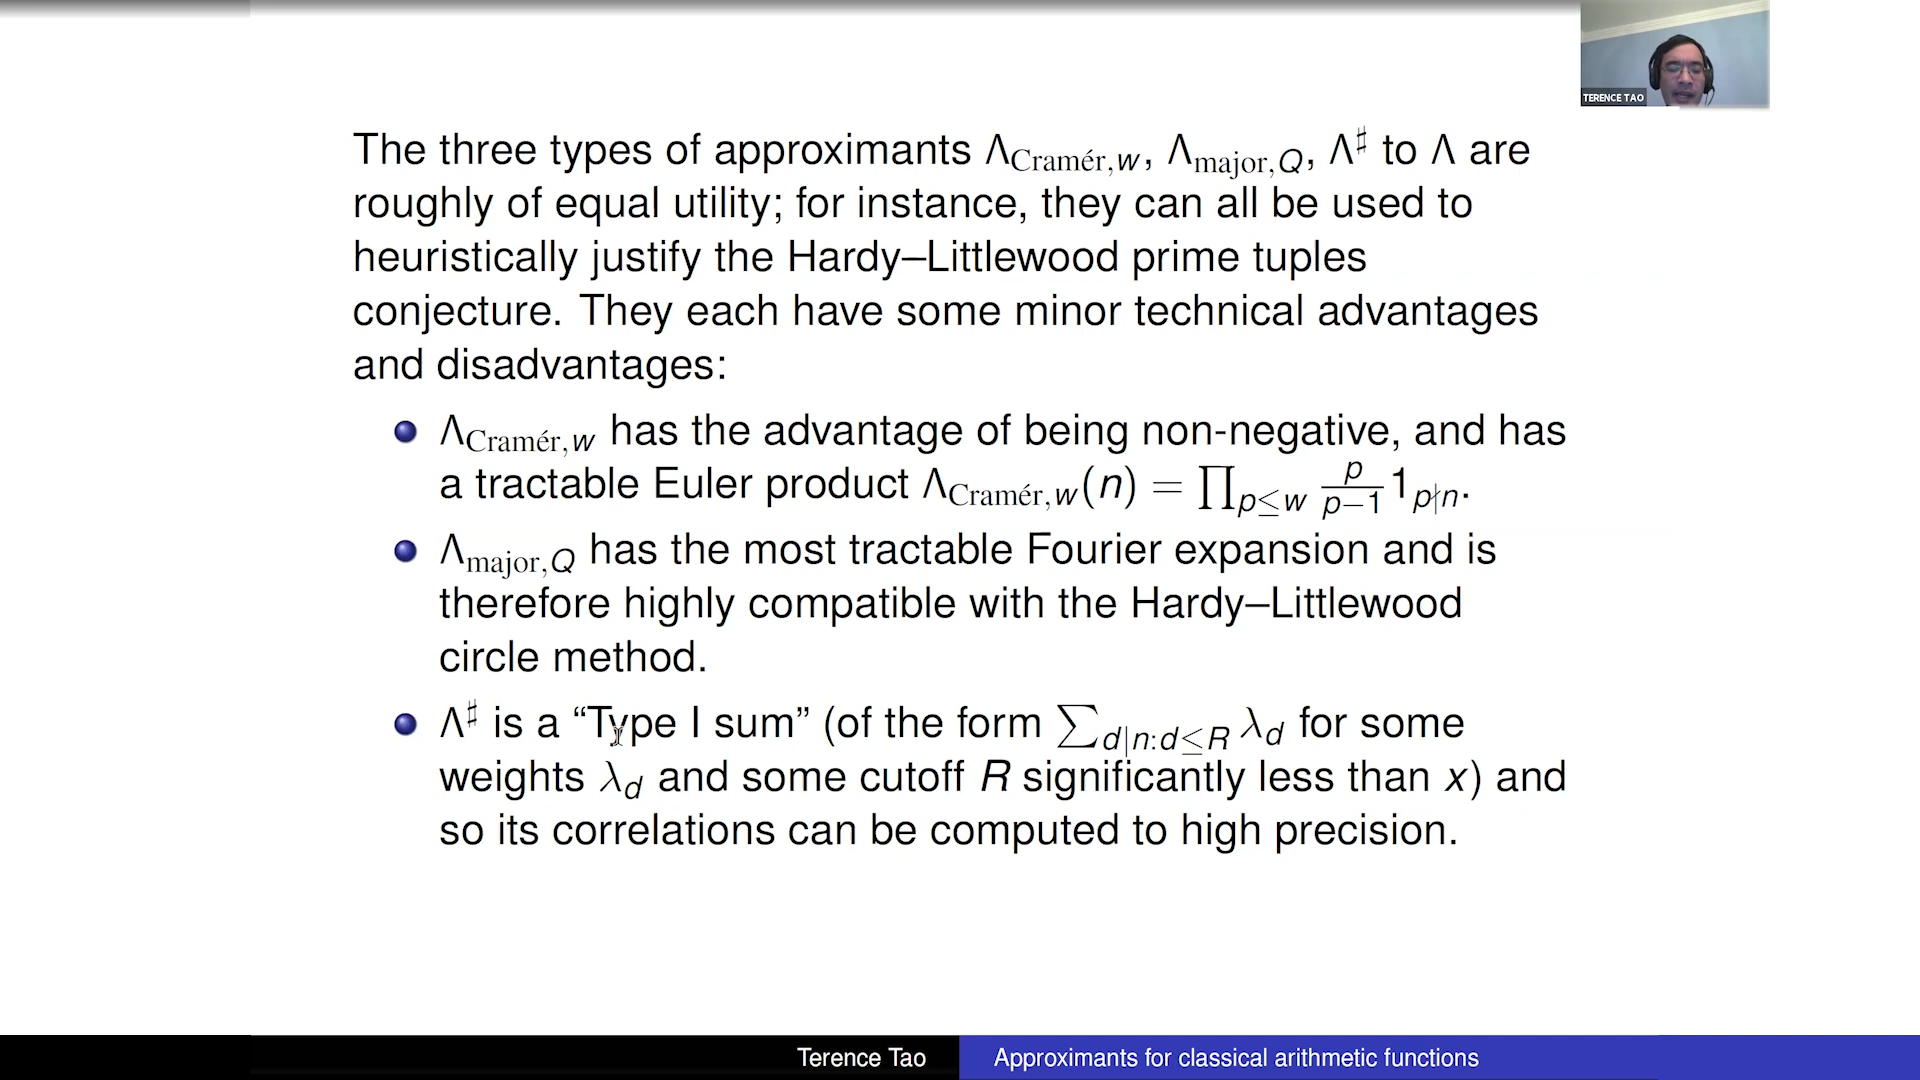 TERENCE TAO
The three types of approximants Λ_{Cramér,w}, Λ_{major,Q}, Λ^♯ to Λ are
roughly of equal utility; for instance, they can all be used to
heuristically justify the Hardy–Littlewood prime tuples
conjecture. They each have some minor technical advantages
and disadvantages:
Λ_{Cramér,w} has the advantage of being non-negative, and has
a tractable Euler product Λ_{Cramér,w}(n) = ∏_{p≤w} \frac{p}{p−1} 1_{p∤n}.
Λ_{major,Q} has the most tractable Fourier expansion and is
therefore highly compatible with the Hardy–Littlewood
circle method.
Λ^♯ is a “Type I sum” (of the form ∑_{d|n:d≤R} λ_d for some
weights λ_d and some cutoff R significantly less than x) and
so its correlations can be computed to high precision.
Terence Tao Approximants for classical arithmetic functions